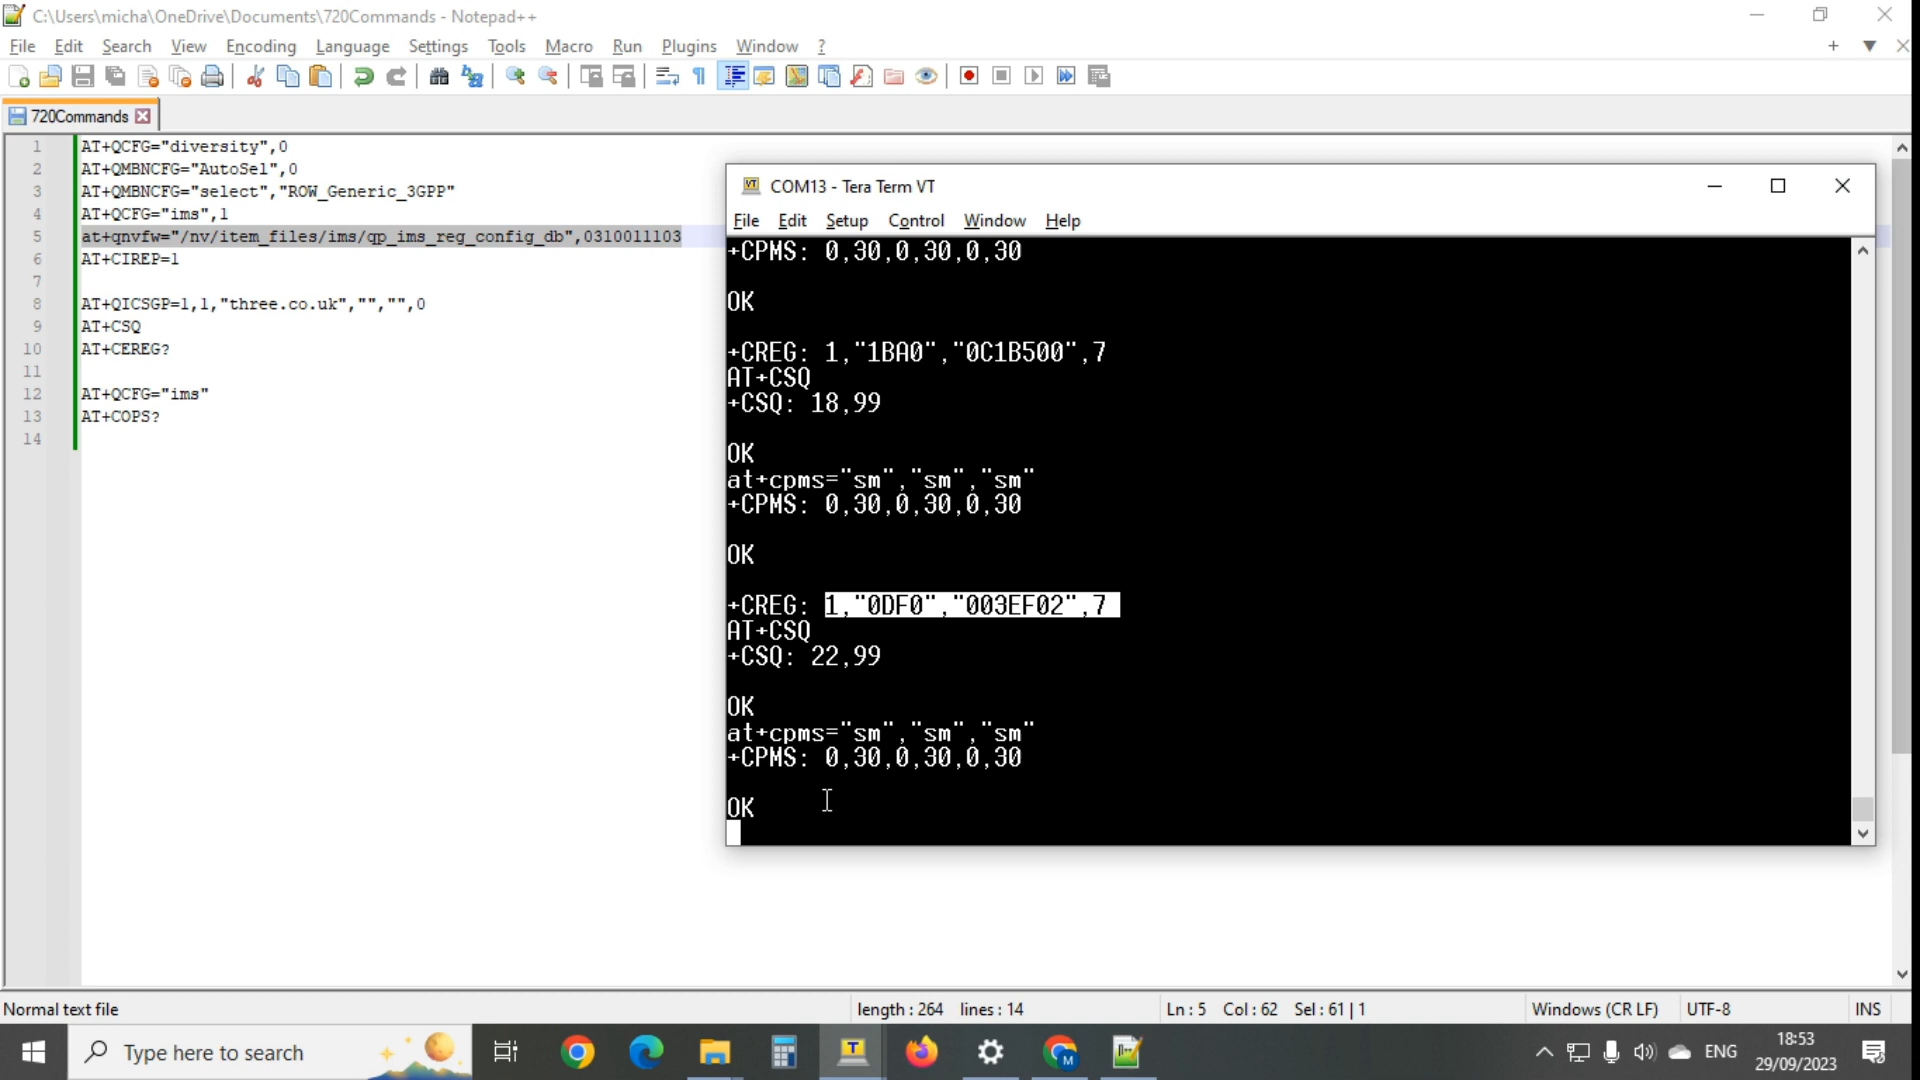 C:\Users\micha\OneDrive\Documents\720Commands - Notepad++
File Edit Search View Encoding Language Settings Tools Macro Run Plugins Window ?
720Commands
1 AT+QCFG="diversity",0
2 AT+QMBNCFG="AutoSel",0
3 AT+QMBNCFG="select","ROW_Generic_3GPP"
4 AT+QCFG="ims",1
5 at+qnvfw="/nv/item_files/ims/qp_ims_reg_config_db",0310011103
6 AT+CIREP=1
7
8 AT+QICSGP=1,1,"three.co.uk","","",0
9 AT+CSQ
10 AT+CEREG?
11
12 AT+QCFG="ims"
13 AT+COPS?
14
COM13 - Tera Term VT
File Edit Setup Control Window Help
+CPMS: 0,30,0,30,0,30
OK
+CREG: 1,"1BA0","0C1B500",7
AT+CSQ
+CSQ: 18,99
OK
at+cpms="sm","sm","sm"
+CPMS: 0,30,0,30,0,30
OK
+CREG: 1,"0DF0","003EF02",7
AT+CSQ
+CSQ: 22,99
OK
at+cpms="sm","sm","sm"
+CPMS: 0,30,0,30,0,30
OK
Normal text file length : 264 lines : 14 Ln : 5 Col : 62 Sel : 61 | 1 Windows (CR LF) UTF-8 INS
Type here to search
ENG
18:53
29/09/2023